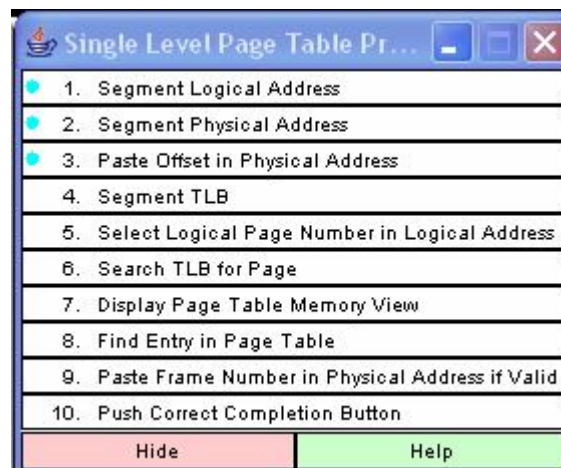 Single Level Page Table Pr...
1. Segment Logical Address
2. Segment Physical Address
3. Paste Offset in Physical Address
4. Segment TLB
5. Select Logical Page Number in Logical Address
6. Search TLB for Page
7. Display Page Table Memory View
8. Find Entry in Page Table
9. Paste Frame Number in Physical Address if Valid
10. Push Correct Completion Button
Hide Help